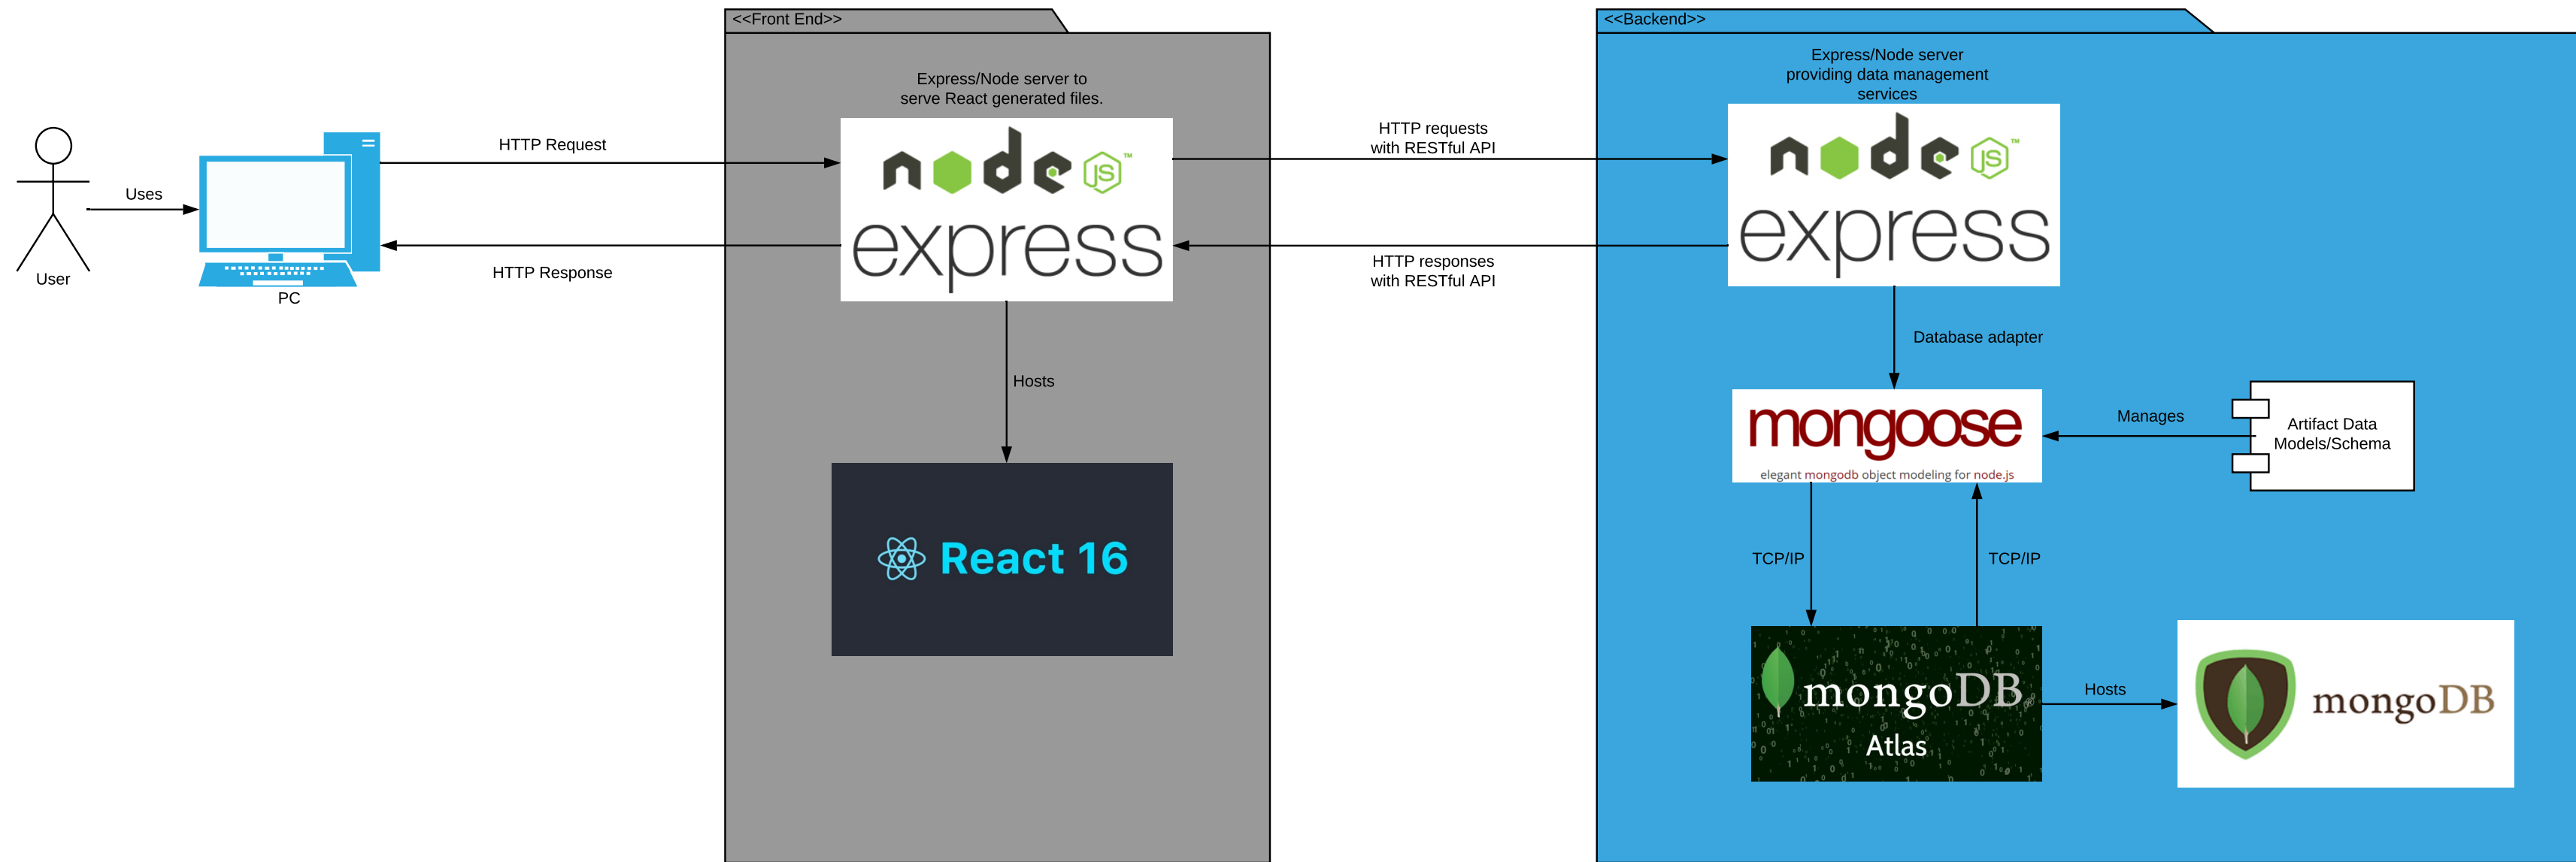 <<Front End>>
<<Backend>>
Express/Node server to
serve React generated files.
Express/Node server
providing data management
services
HTTP Request
HTTP requests
with RESTful API
node JS™
express
node JS™
express
Uses
User
PC
HTTP Response
HTTP responses
with RESTful API
Database adapter
Hosts
mongoose
elegant mongodb object modeling for node.js
Manages
Artifact Data
Models/Schema
React 16
TCP/IP
TCP/IP
mongoDB
Atlas
Hosts
mongoDB